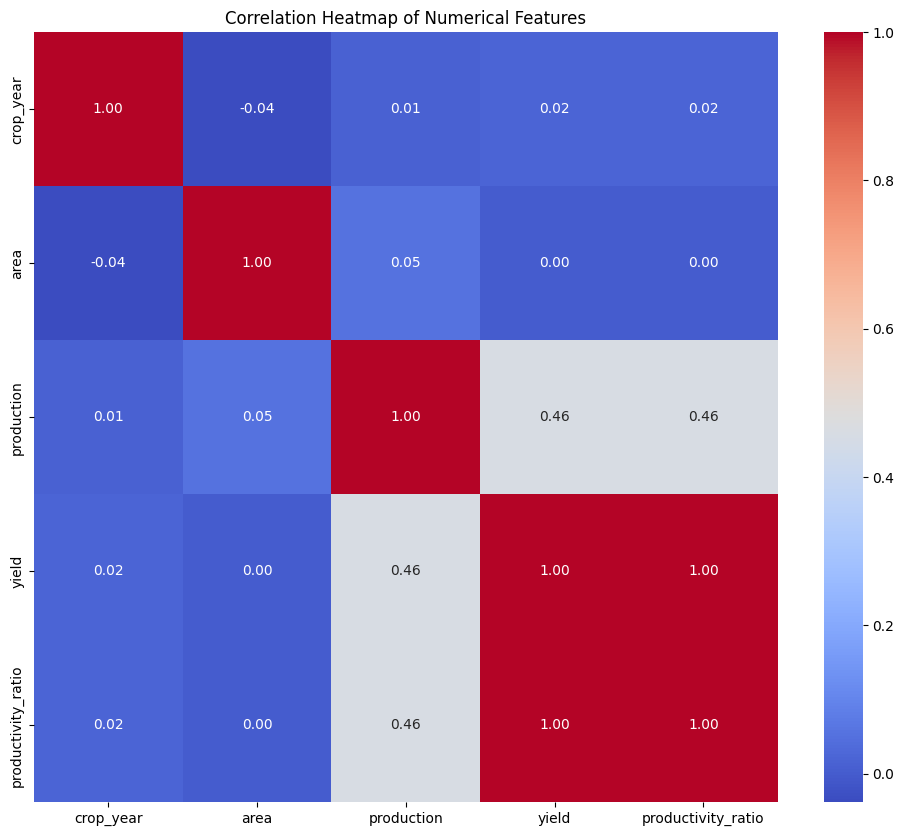 Correlation Heatmap of Numerical Features
crop_year 1.00 -0.04 0.01 0.02 0.02
area -0.04 1.00 0.05 0.00 0.00
production 0.01 0.05 1.00 0.46 0.46
yield 0.02 0.00 0.46 1.00 1.00
productivity_ratio 0.02 0.00 0.46 1.00 1.00
crop_year area production yield productivity_ratio
1.0
0.8
0.6
0.4
0.2
0.0